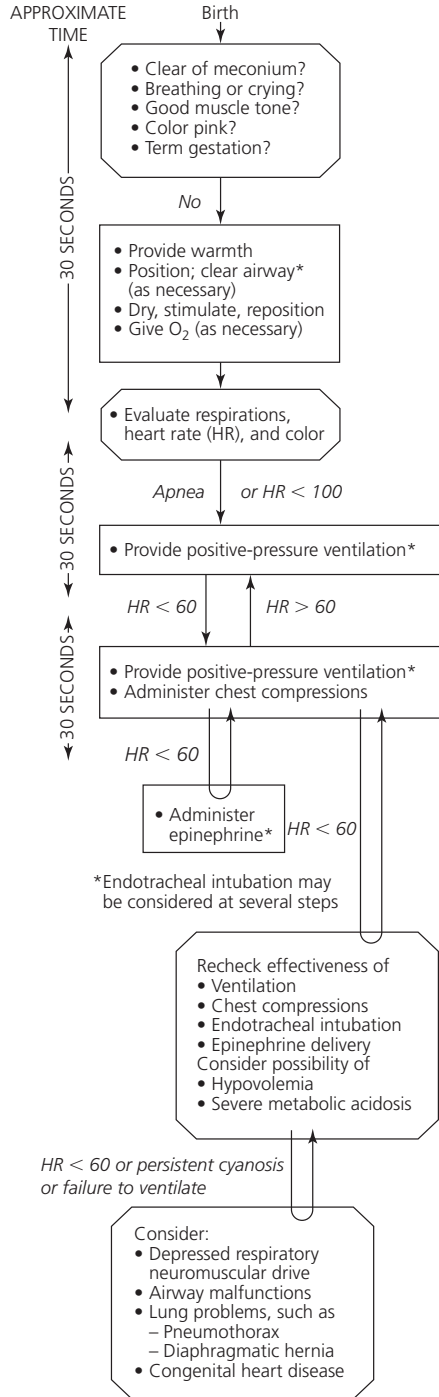 APPROXIMATE
TIME
Birth
30 SECONDS
• Clear of meconium?
• Breathing or crying?
• Good muscle tone?
• Color pink?
• Term gestation?
No
• Provide warmth
• Position; clear airway*
(as necessary)
• Dry, stimulate, reposition
• Give O₂ (as necessary)
• Evaluate respirations,
heart rate (HR), and color
30 SECONDS
Apnea or HR < 100
• Provide positive-pressure ventilation*
HR < 60 HR > 60
30 SECONDS
• Provide positive-pressure ventilation*
• Administer chest compressions
HR < 60
• Administer
epinephrine*
HR < 60
*Endotracheal intubation may
be considered at several steps
Recheck effectiveness of
• Ventilation
• Chest compressions
• Endotracheal intubation
• Epinephrine delivery
Consider possibility of
• Hypovolemia
• Severe metabolic acidosis
HR < 60 or persistent cyanosis
or failure to ventilate
Consider:
• Depressed respiratory
neuromuscular drive
• Airway malfunctions
• Lung problems, such as
– Pneumothorax
– Diaphragmatic hernia
• Congenital heart disease